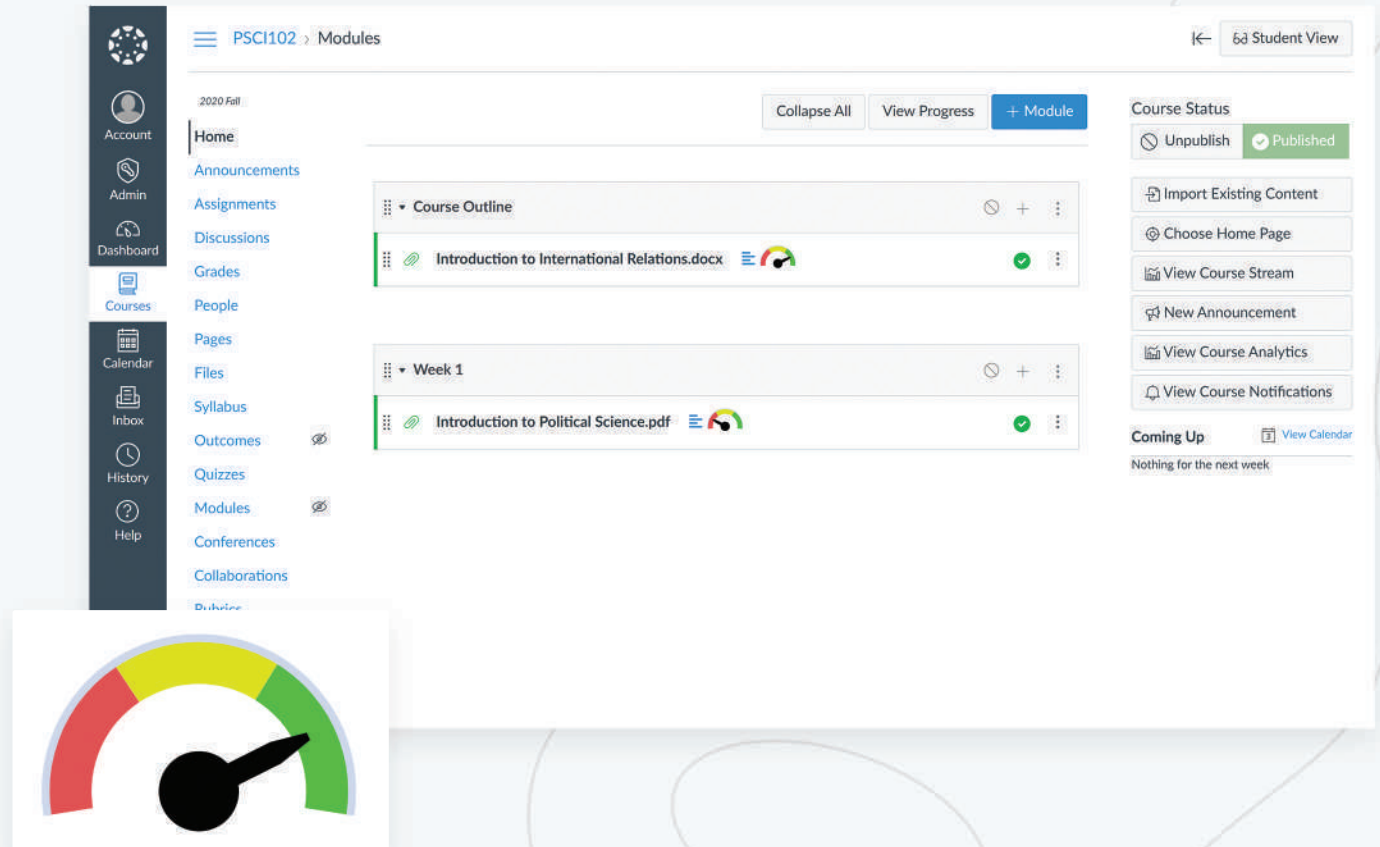 PSCI102 › Modules
Student View
Account
Admin
Dashboard
Courses
Calendar
Inbox
History
Help
2020 Fall
Home
Announcements
Assignments
Discussions
Grades
People
Pages
Files
Syllabus
Outcomes
Quizzes
Modules
Conferences
Collaborations
Rubrics
Collapse All
View Progress
+ Module
Course Outline
Introduction to International Relations.docx
Week 1
Introduction to Political Science.pdf
Course Status
Unpublish
Published
Import Existing Content
Choose Home Page
View Course Stream
New Announcement
View Course Analytics
View Course Notifications
Coming Up
View Calendar
Nothing for the next week